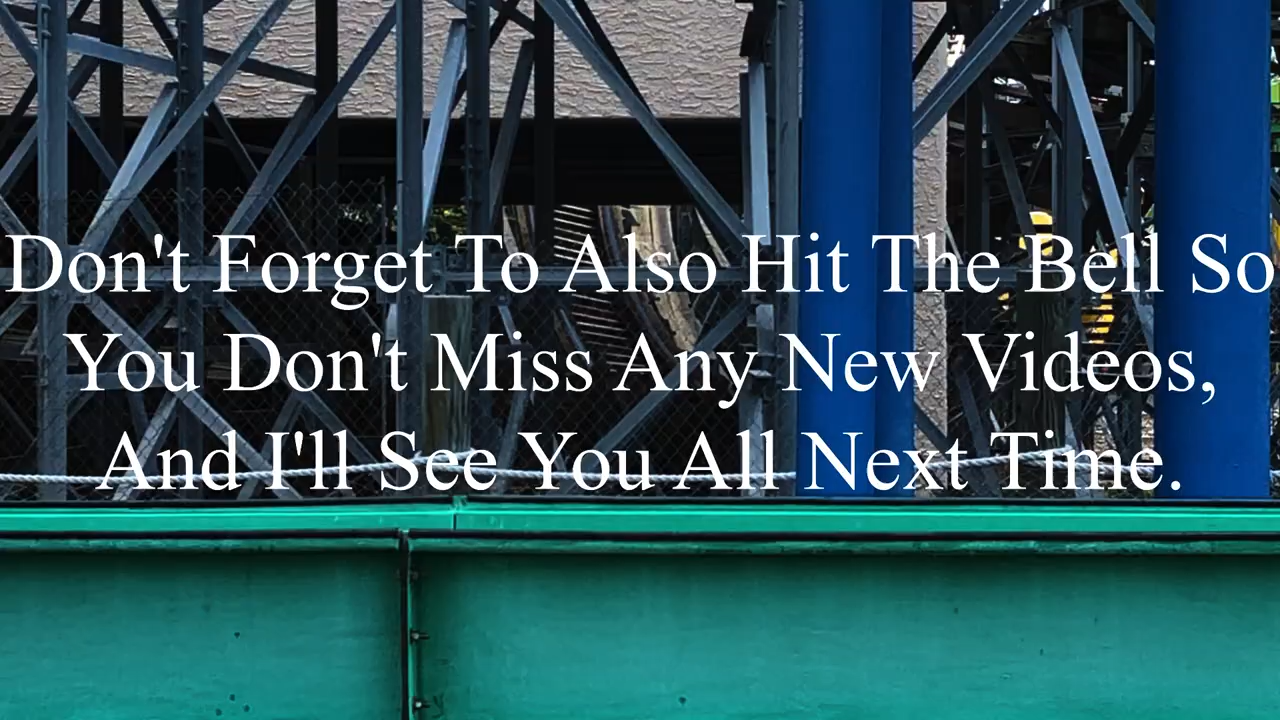 Don't Forget To Also Hit The Bell So
You Don't Miss Any New Videos,
And I'll See You All Next Time.